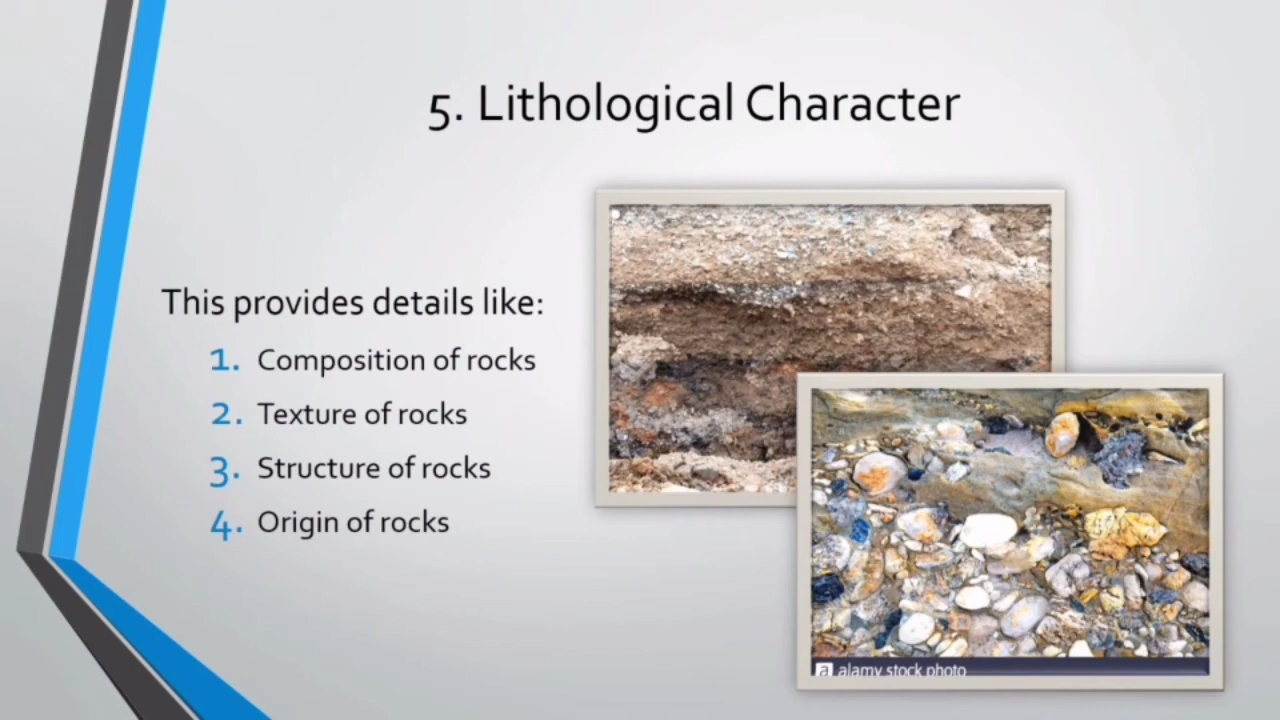 5. Lithological Character
This provides details like:
1. Composition of rocks
2. Texture of rocks
3. Structure of rocks
4. Origin of rocks
a alamy stock photo